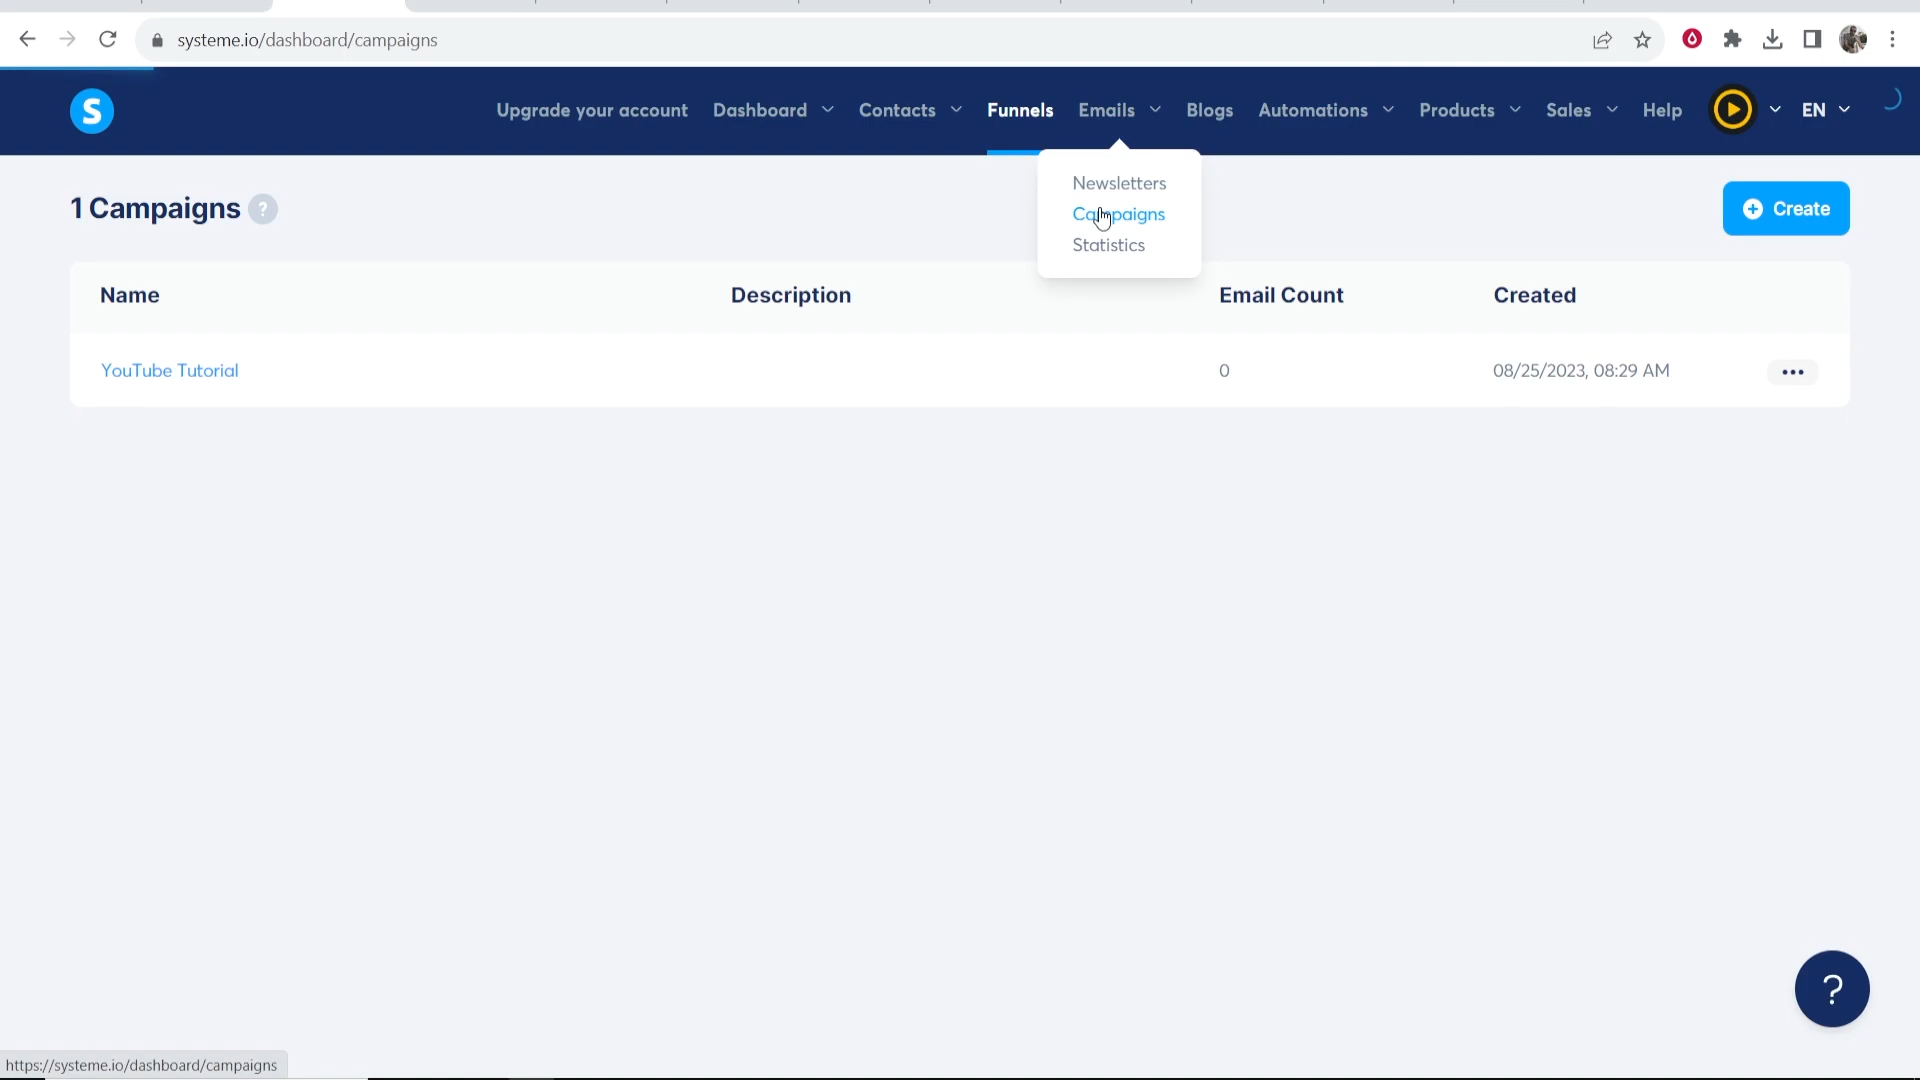 systeme.io/dashboard/campaigns
S
Upgrade your account Dashboard Contacts Funnels Emails Blogs Automations Products Sales Help EN
Newsletters
Campaigns
Statistics
1 Campaigns ?
Create
Name Description Email Count Created
YouTube Tutorial 0 08/25/2023, 08:29 AM
?
https://systeme.io/dashboard/campaigns